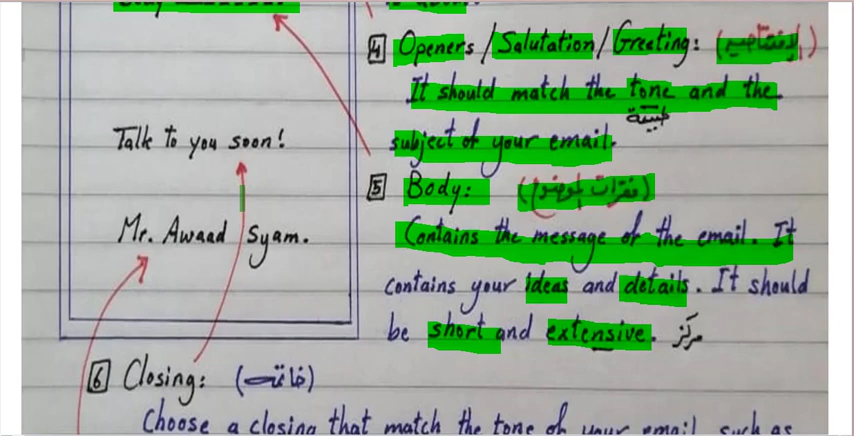 Talk to you soon!
Mr. Awaad Syam.
4 Openers / Salutation / Greeting: (الافتتاحية)
It should match the tone and the
طبيعة
subject of your email.
5 Body: (فقرات الموضوع)
Contains the message of the email. It
contains your ideas and details. It should
be short and extensive. مركز
6 Closing: (خاتمة)
Choose a closing that match the tone of your email such as